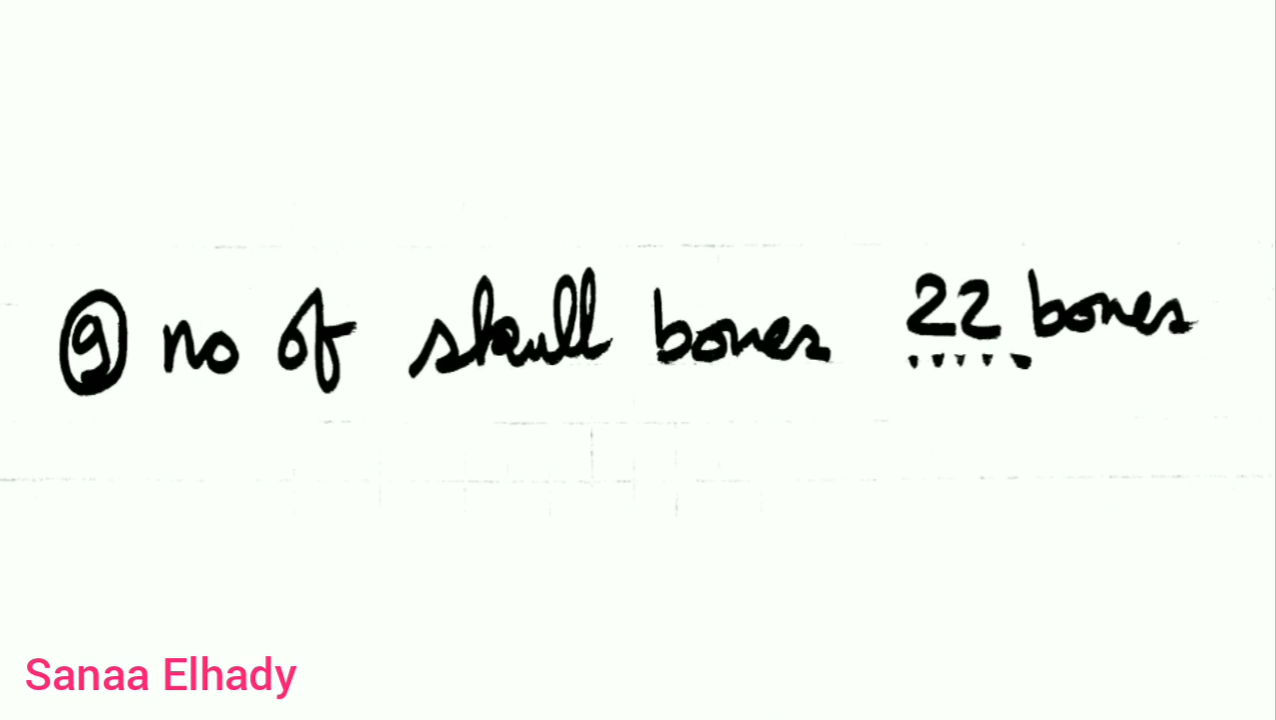 ⑨ no of skull bones 22 bones
.....
Sanaa Elhady